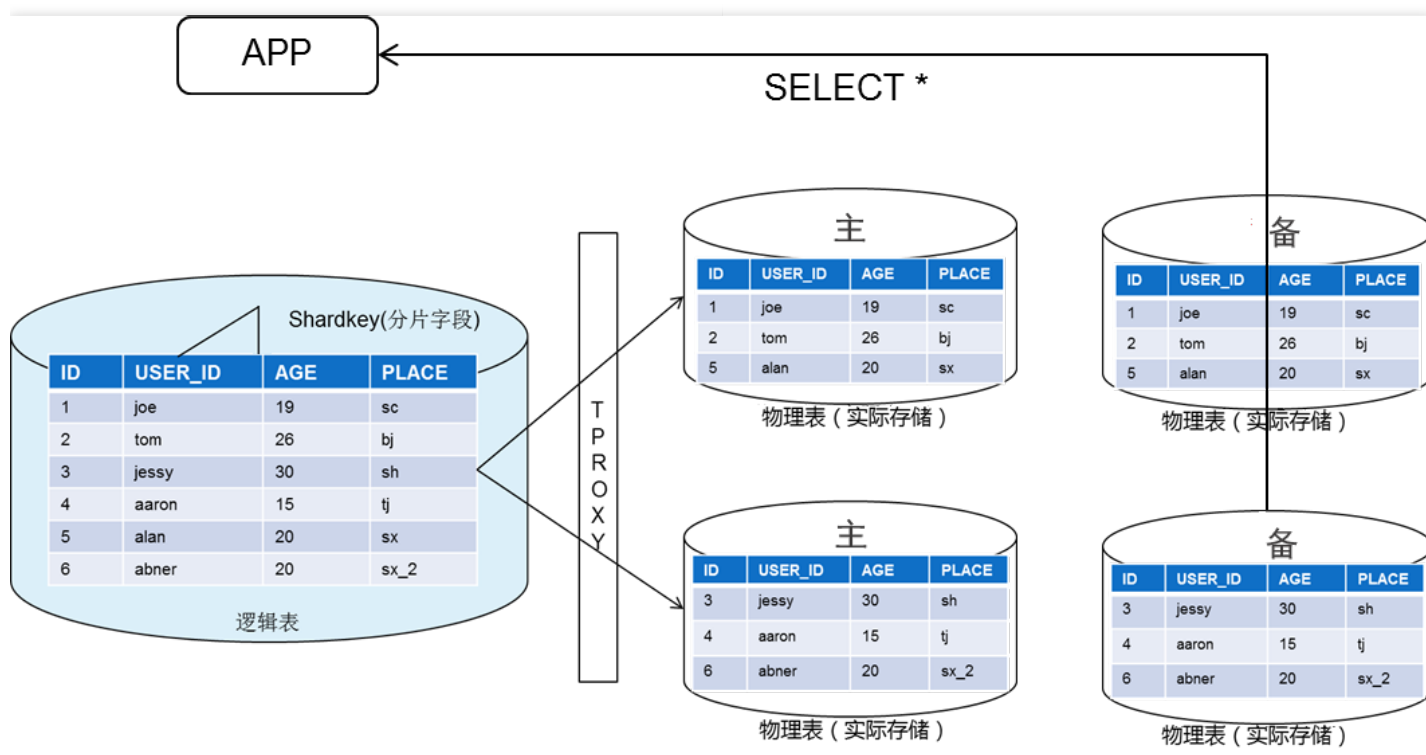 APP
SELECT *
Shardkey(分片字段)
ID USER_ID AGE PLACE
1 joe 19 sc
2 tom 26 bj
3 jessy 30 sh
4 aaron 15 tj
5 alan 20 sx
6 abner 20 sx_2
逻辑表
T
P
R
O
X
Y
主
ID USER_ID AGE PLACE
1 joe 19 sc
2 tom 26 bj
5 alan 20 sx
物理表（实际存储）
备
ID USER_ID AGE PLACE
1 joe 19 sc
2 tom 26 bj
5 alan 20 sx
物理表（实际存储）
主
ID USER_ID AGE PLACE
3 jessy 30 sh
4 aaron 15 tj
6 abner 20 sx_2
物理表（实际存储）
备
ID USER_ID AGE PLACE
3 jessy 30 sh
4 aaron 15 tj
6 abner 20 sx_2
物理表（实际存储）